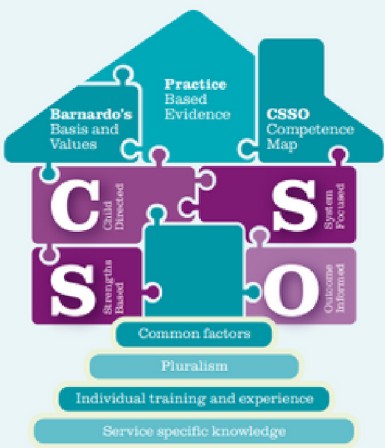 Practice
Based
Evidence
Barnardo's
Basis and
Values
CSSO
Competence
Map
C
Child
Directed
S
System
Focused
S
Strengths
Based
O
Outcome
Informed
Common factors
Pluralism
Individual training and experience
Service specific knowledge